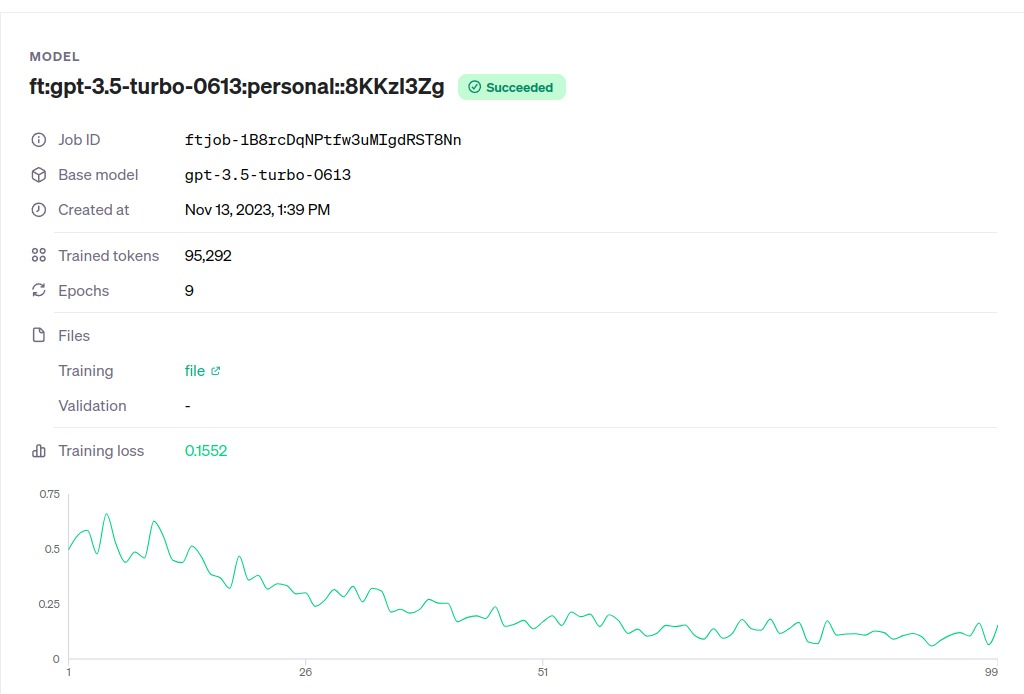 MODEL
ft:gpt-3.5-turbo-0613:personal::8KKzI3Zg Succeeded
Job ID ftjob-1B8rcDqNPtfw3uMIgdRST8Nn
Base model gpt-3.5-turbo-0613
Created at Nov 13, 2023, 1:39 PM
Trained tokens 95,292
Epochs 9
Files
Training file
Validation -
Training loss 0.1552
0.75
0.5
0.25
0
1 26 51 99